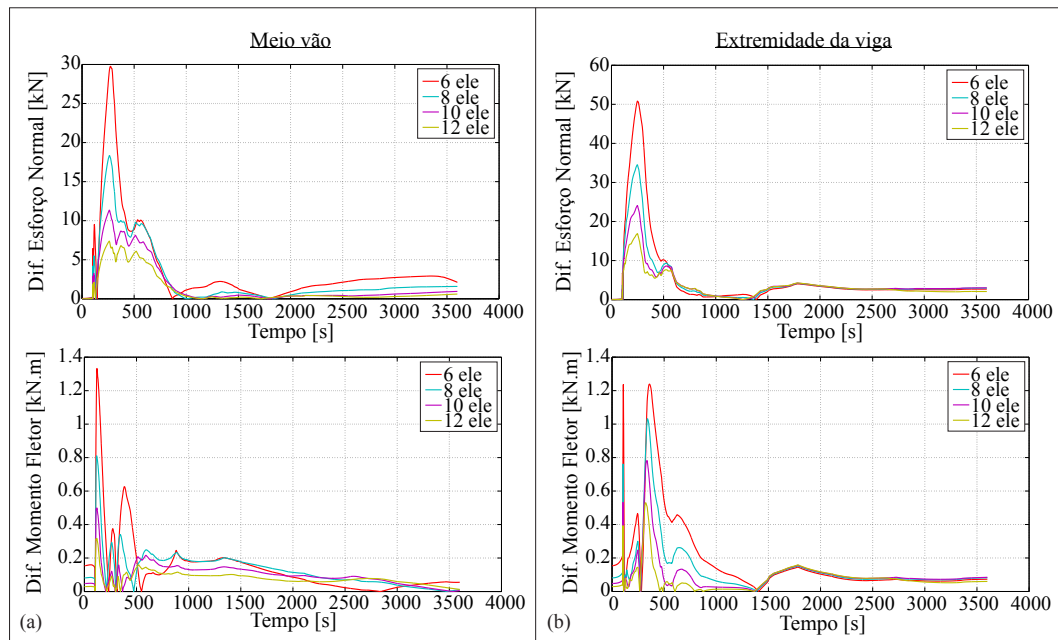 Meio vão
Dif. Esforço Normal [kN]
30
25
20
15
10
5
0
0 500 1000 1500 2000 2500 3000 3500 4000
Tempo [s]
6 ele
8 ele
10 ele
12 ele
Dif. Momento Fletor [kN.m]
1.4
1.2
1
0.8
0.6
0.4
0.2
0
0 500 1000 1500 2000 2500 3000 3500 4000
Tempo [s]
6 ele
8 ele
10 ele
12 ele
(a)
Extremidade da viga
Dif. Esforço Normal [kN]
60
50
40
30
20
10
0
0 500 1000 1500 2000 2500 3000 3500 4000
Tempo [s]
6 ele
8 ele
10 ele
12 ele
Dif. Momento Fletor [kN.m]
1.4
1.2
1
0.8
0.6
0.4
0.2
0
0 500 1000 1500 2000 2500 3000 3500 4000
Tempo [s]
6 ele
8 ele
10 ele
12 ele
(b)